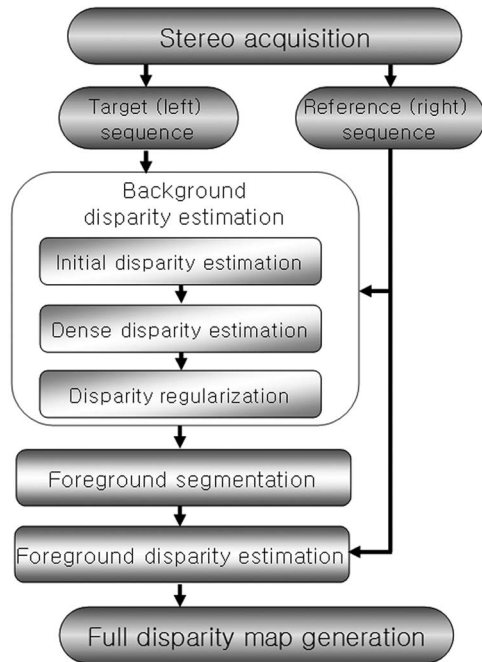 Stereo acquisition
Target (left)
sequence
Reference (right)
sequence
Background
disparity estimation
Initial disparity estimation
Dense disparity estimation
Disparity regularization
Foreground segmentation
Foreground disparity estimation
Full disparity map generation